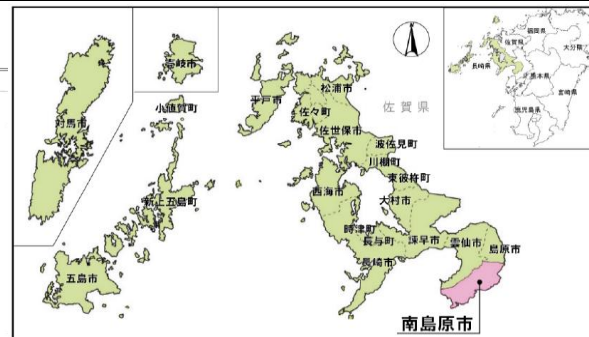 対馬市
壱岐市
小値賀町
新上五島町
五島市
平戸市
松浦市
佐々町
佐世保市
佐賀県
波佐見町
川棚町
東彼杵町
西海市
大村市
時津町
長与町
諫早市
雲仙市
島原市
長崎市
南島原市
福岡県
佐賀県
大分県
長崎県
熊本県
宮崎県
鹿児島県